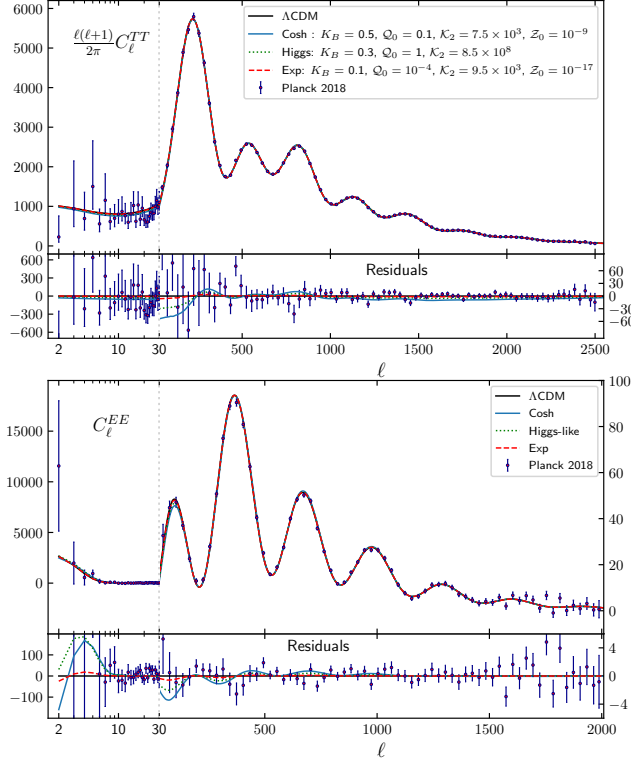 ℓ(ℓ+1)/2π C_ℓ^{TT}
ΛCDM
Cosh : K_B = 0.5, Q_0 = 0.1, K_2 = 7.5 × 10^3, Z_0 = 10^{-9}
Higgs: K_B = 0.3, Q_0 = 1, K_2 = 8.5 × 10^8
Exp: K_B = 0.1, Q_0 = 10^{-4}, K_2 = 9.5 × 10^3, Z_0 = 10^{-17}
Planck 2018
6000
5000
4000
3000
2000
1000
0
Residuals
600
300
0
−300
−600
60
30
0
−30
−60
2 10 30 500 1000 1500 2000 2500
ℓ
C_ℓ^{EE}
ΛCDM
Cosh
Higgs-like
Exp
Planck 2018
15000
10000
5000
0
100
80
60
40
20
0
Residuals
100
0
−100
4
2
0
−2
−4
2 10 30 500 1000 1500 2000
ℓ